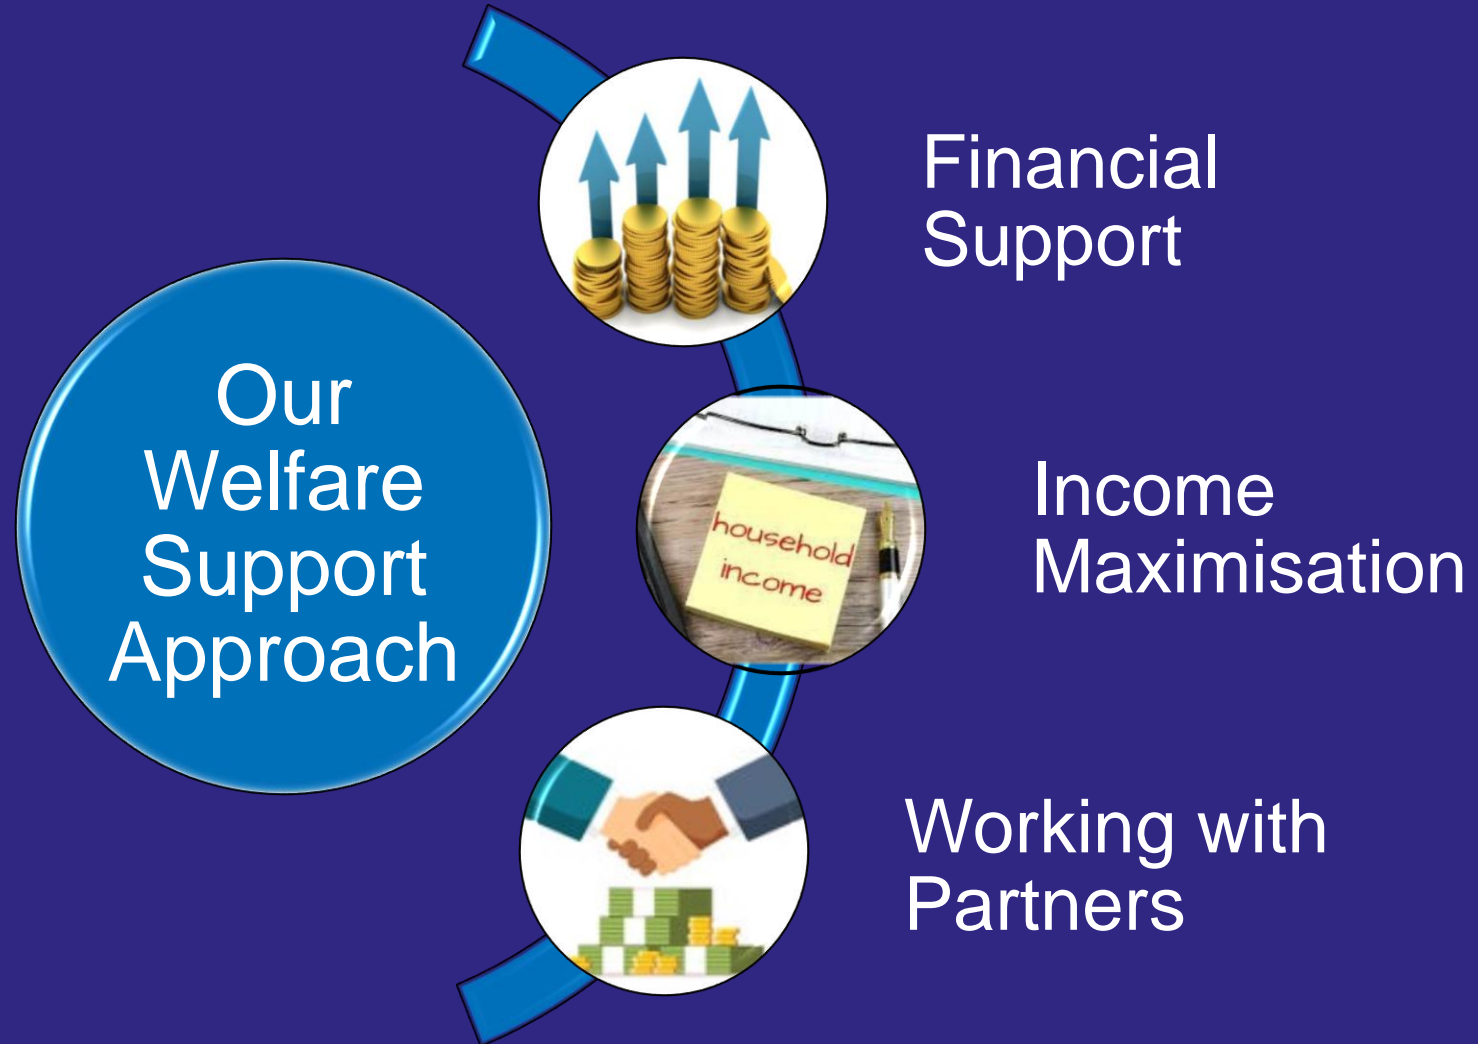 Our
Welfare
Support
Approach
Financial
Support
household
income
Income
Maximisation
Working with
Partners